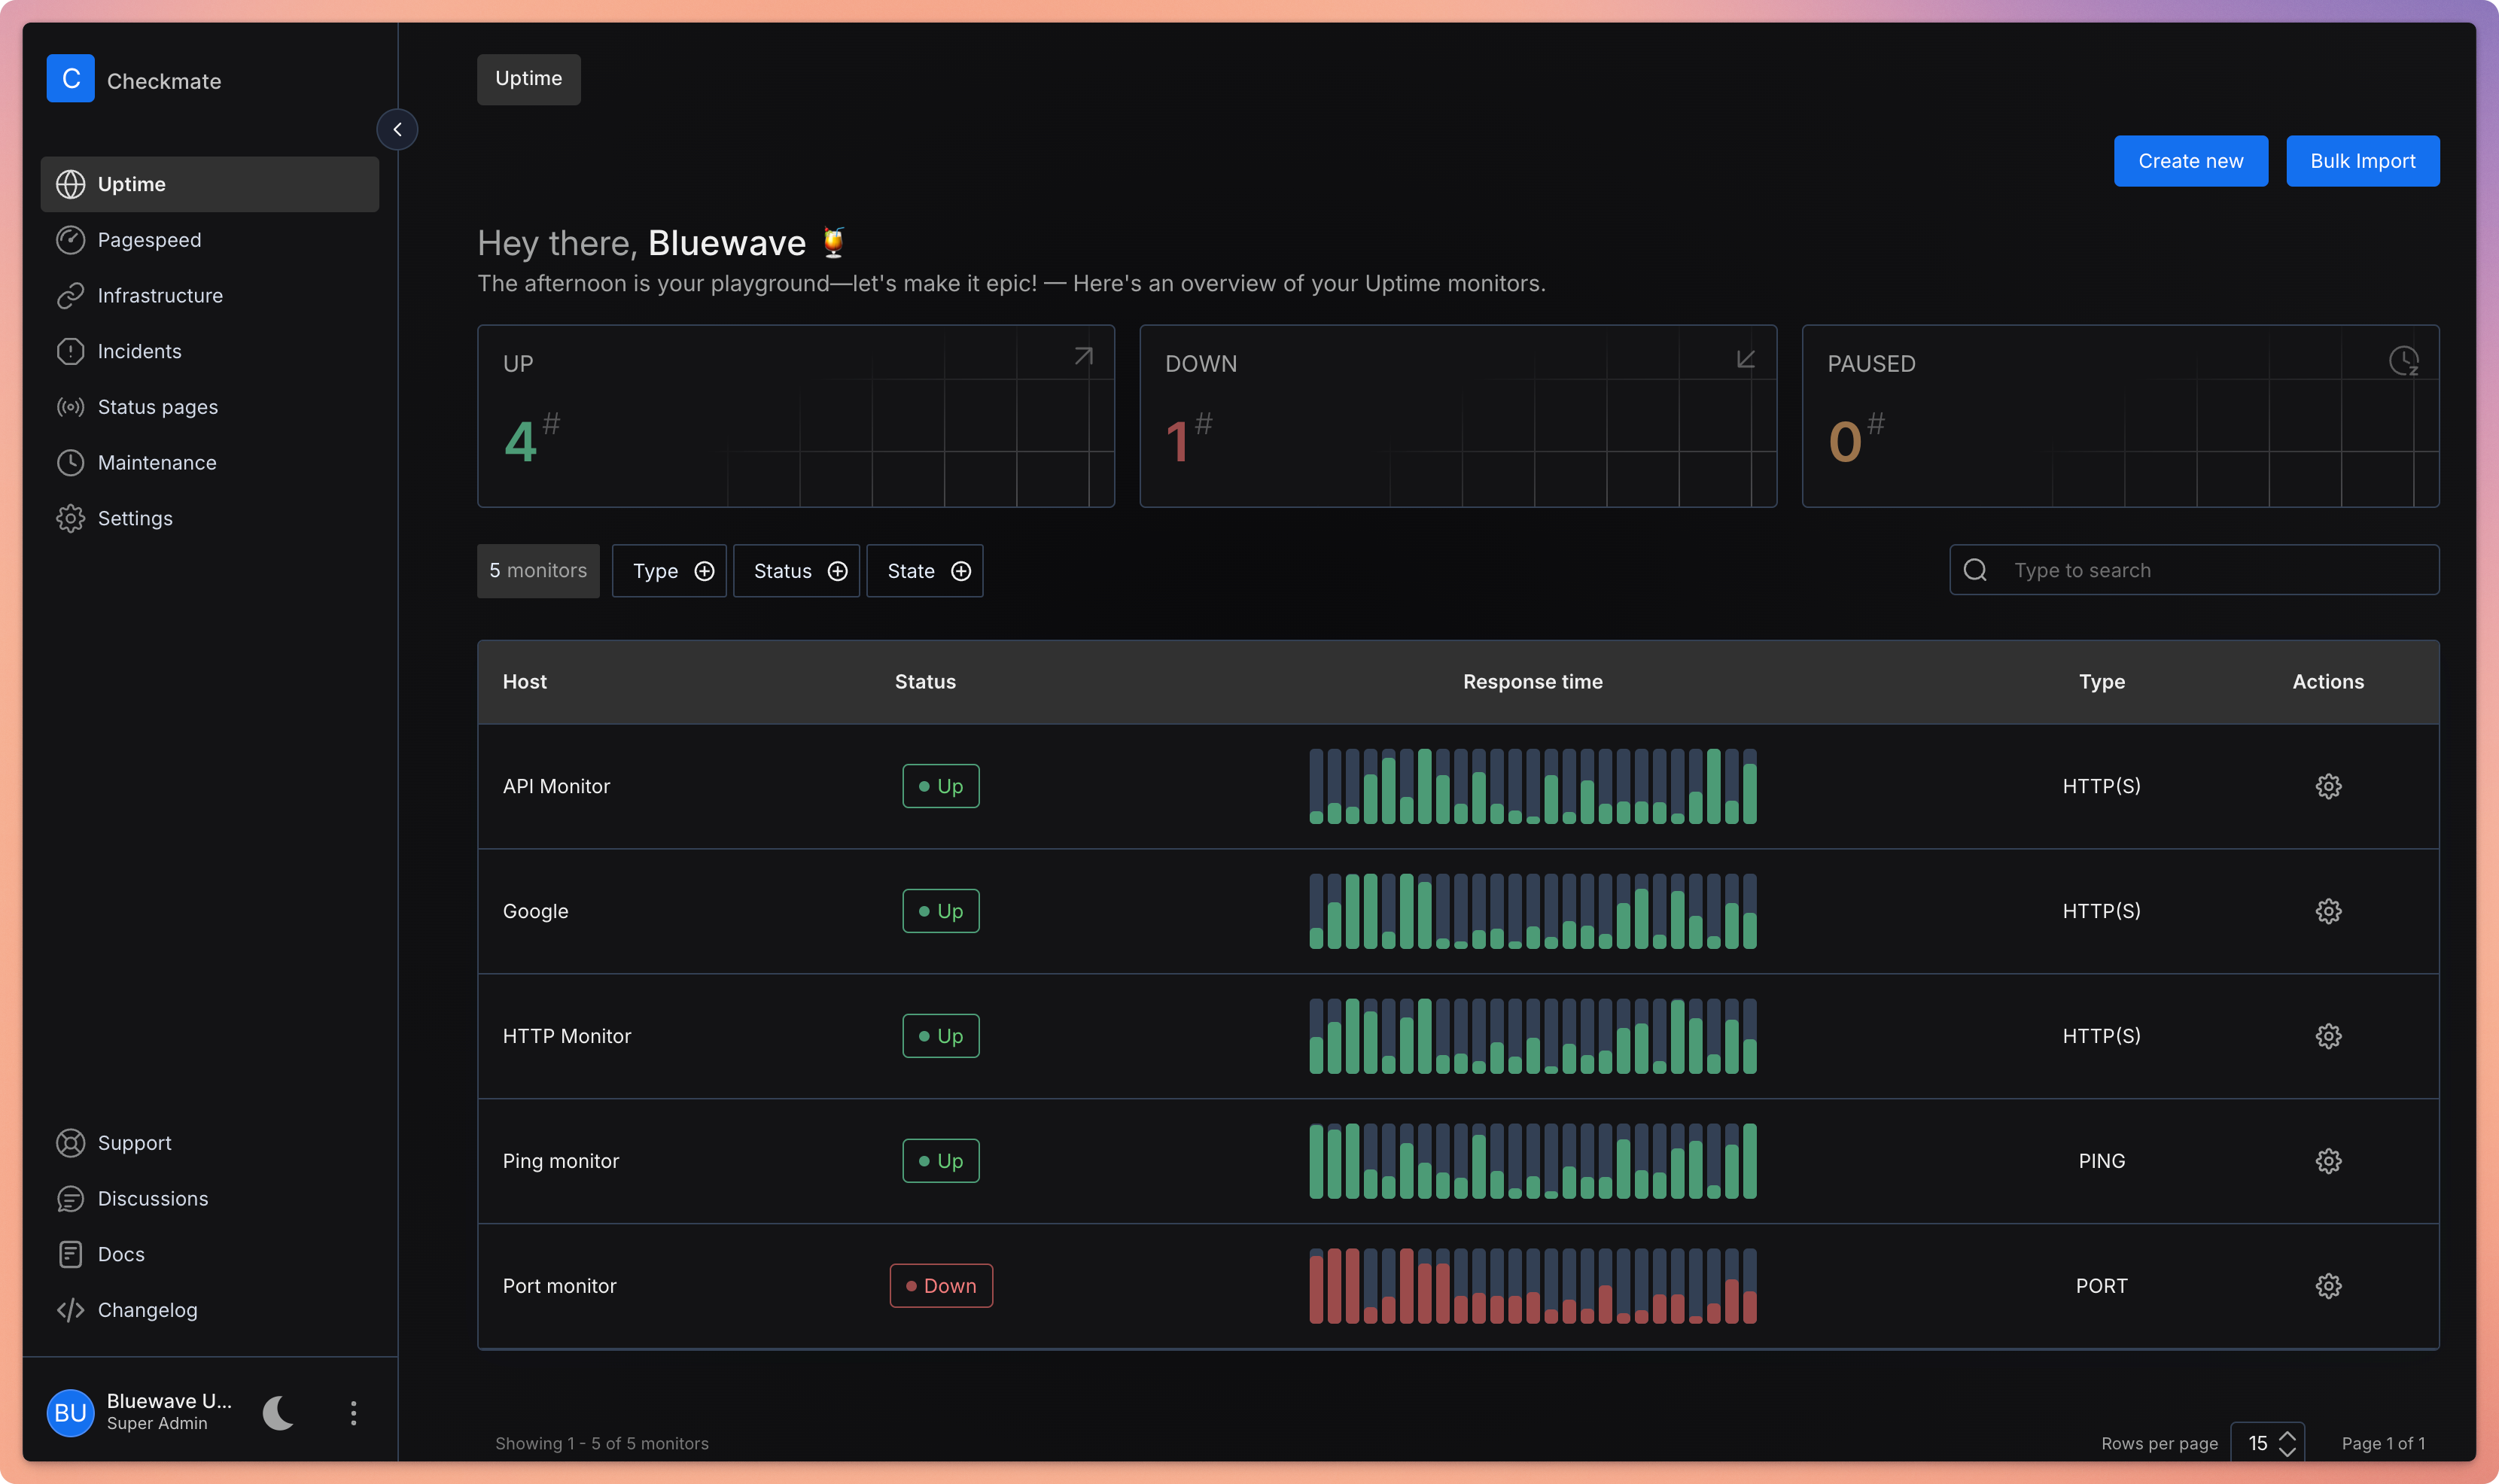 C Checkmate
Uptime
Pagespeed
Infrastructure
Incidents
Status pages
Maintenance
Settings
Support
Discussions
Docs
Changelog
BU
Bluewave U...
Super Admin
Uptime
Create new
Bulk Import
Hey there, Bluewave
The afternoon is your playground—let's make it epic! — Here's an overview of your Uptime monitors.
UP
4#
DOWN
1#
PAUSED
0#
5 monitors
Type
Status
State
Type to search
Host Status Response time Type Actions
API Monitor Up HTTP(S)
Google Up HTTP(S)
HTTP Monitor Up HTTP(S)
Ping monitor Up PING
Port monitor Down PORT
Showing 1 - 5 of 5 monitors
Rows per page 15 Page 1 of 1